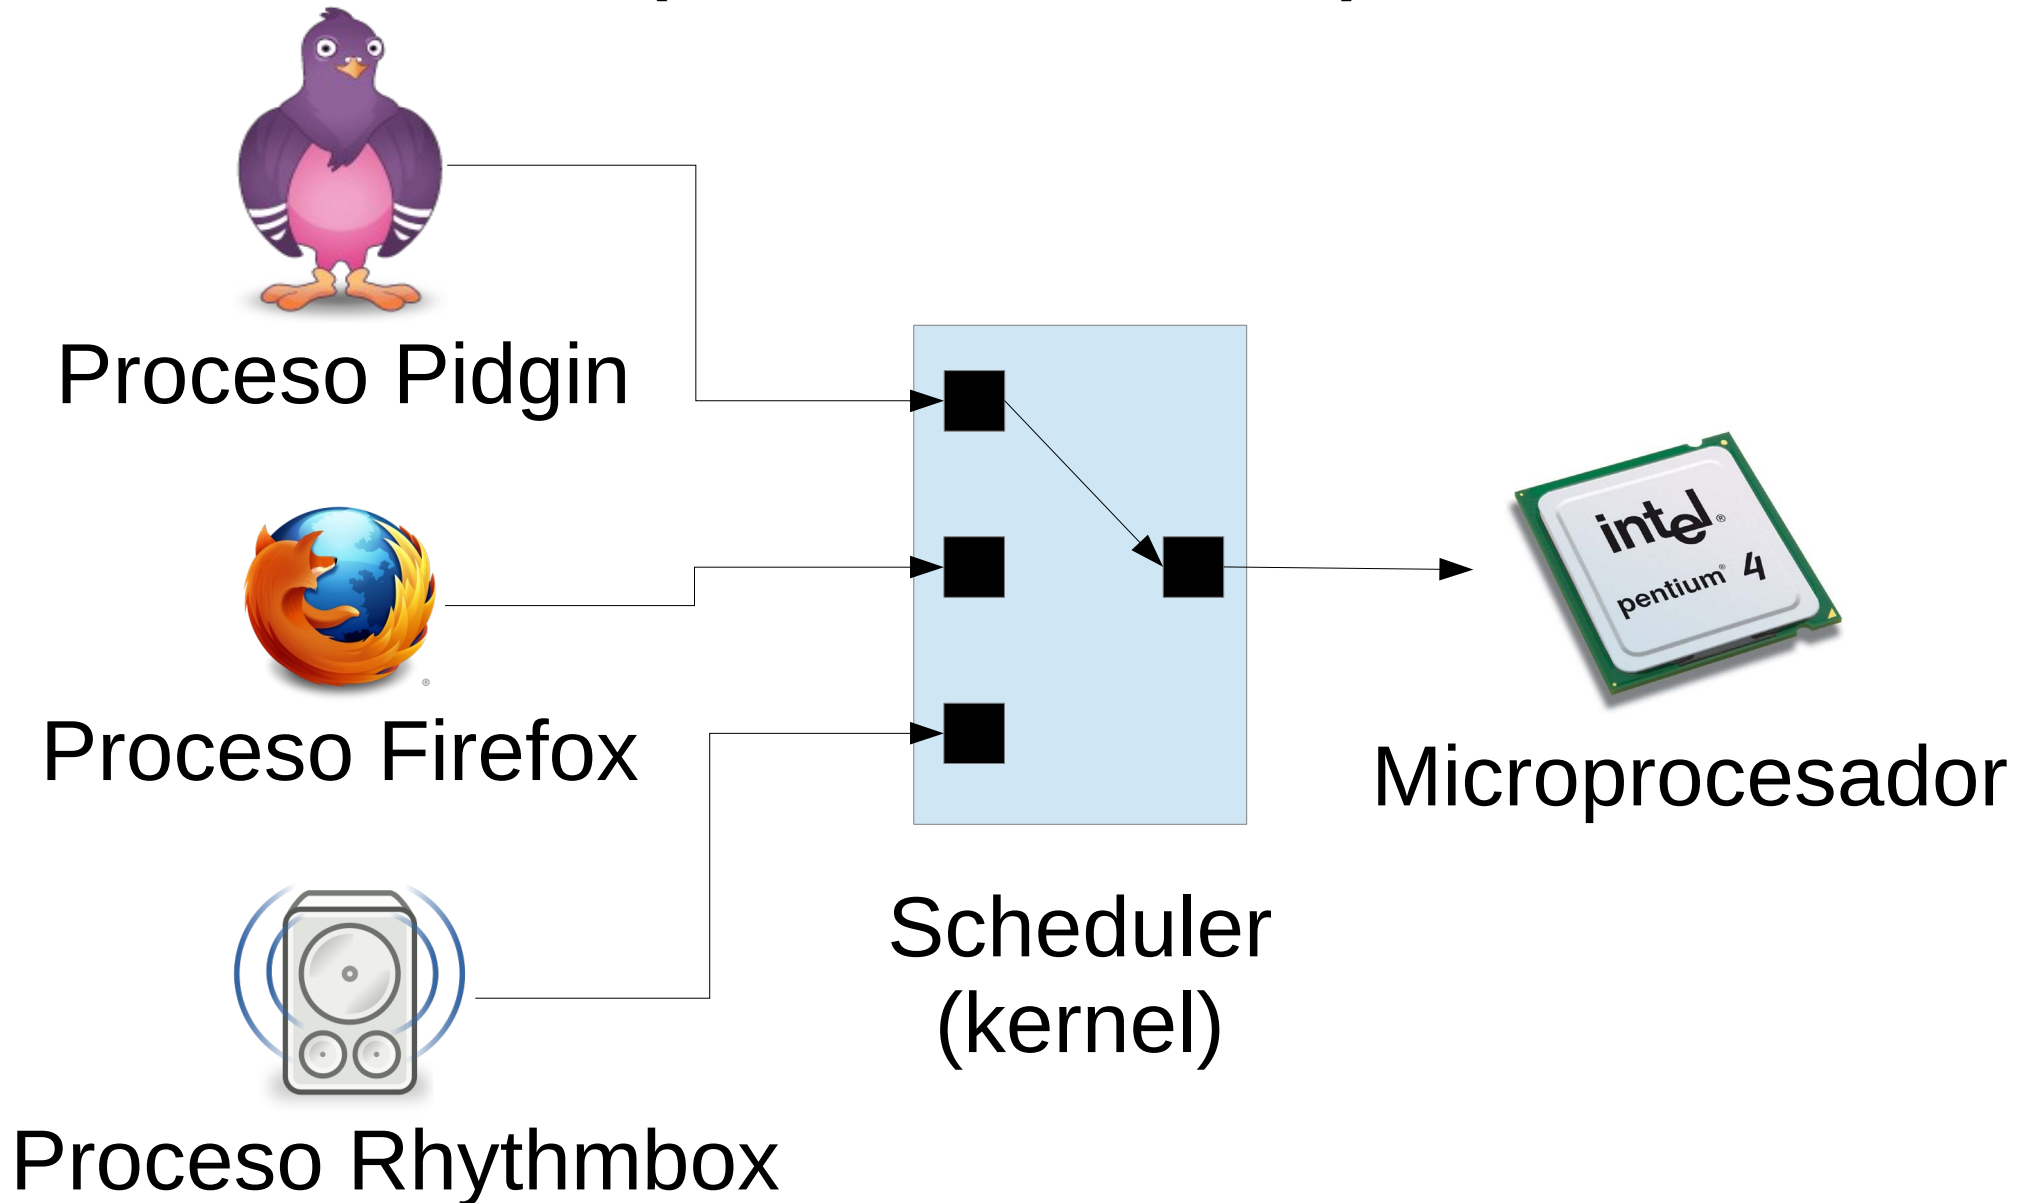 Proceso Pidgin
intel®
pentium® 4
®
Proceso Firefox
Microprocesador
Scheduler
(kernel)
Proceso Rhythmbox